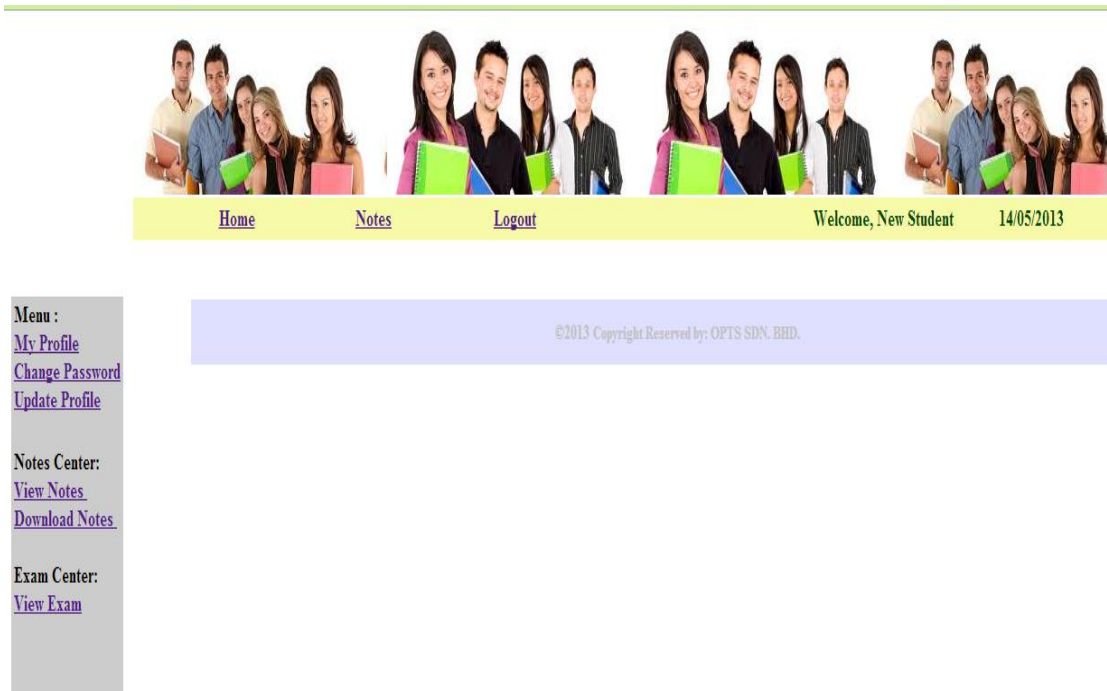 Home Notes Logout Welcome, New Student 14/05/2013
Menu :
My Profile
Change Password
Update Profile
Notes Center:
View Notes
Download Notes
Exam Center:
View Exam
©2013 Copyright Reserved by: OPTS SDN. BHD.